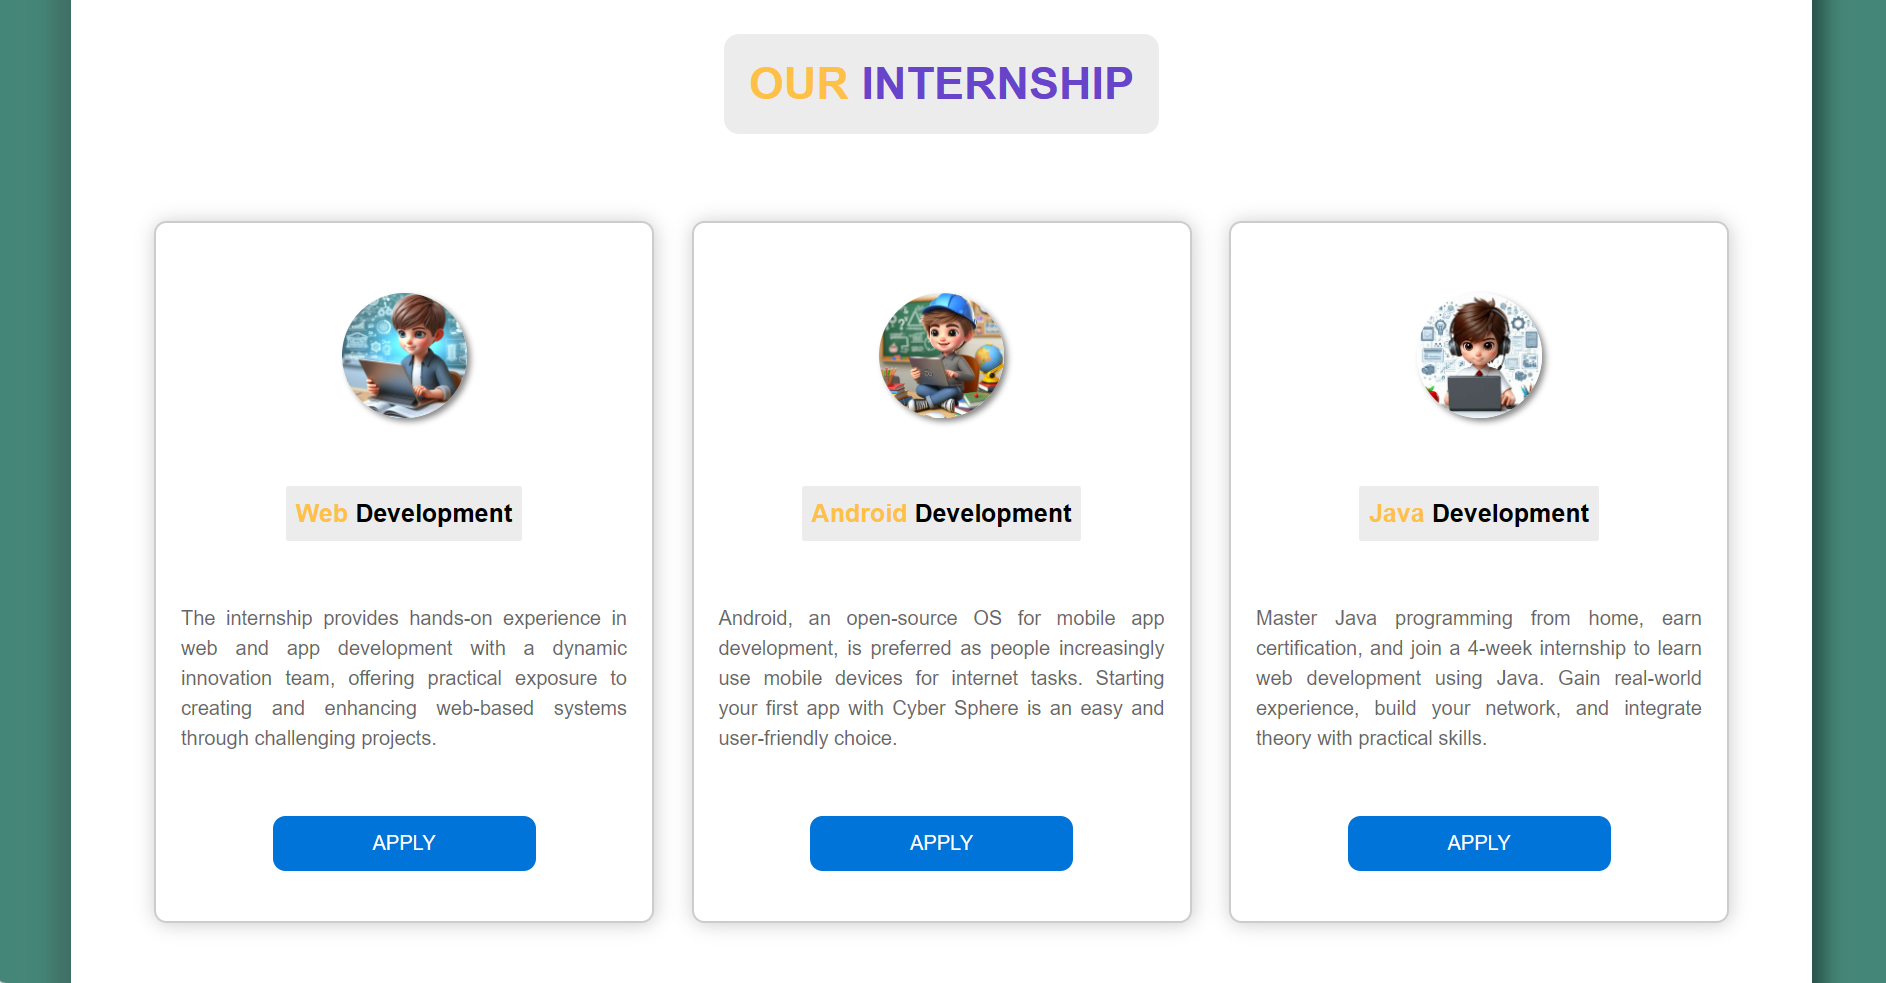 OUR INTERNSHIP
Web Development
The internship provides hands-on experience in
web and app development with a dynamic
innovation team, offering practical exposure to
creating and enhancing web-based systems
through challenging projects.
APPLY
Android Development
Android, an open-source OS for mobile app
development, is preferred as people increasingly
use mobile devices for internet tasks. Starting
your first app with Cyber Sphere is an easy and
user-friendly choice.
APPLY
Java Development
Master Java programming from home, earn
certification, and join a 4-week internship to learn
web development using Java. Gain real-world
experience, build your network, and integrate
theory with practical skills.
APPLY